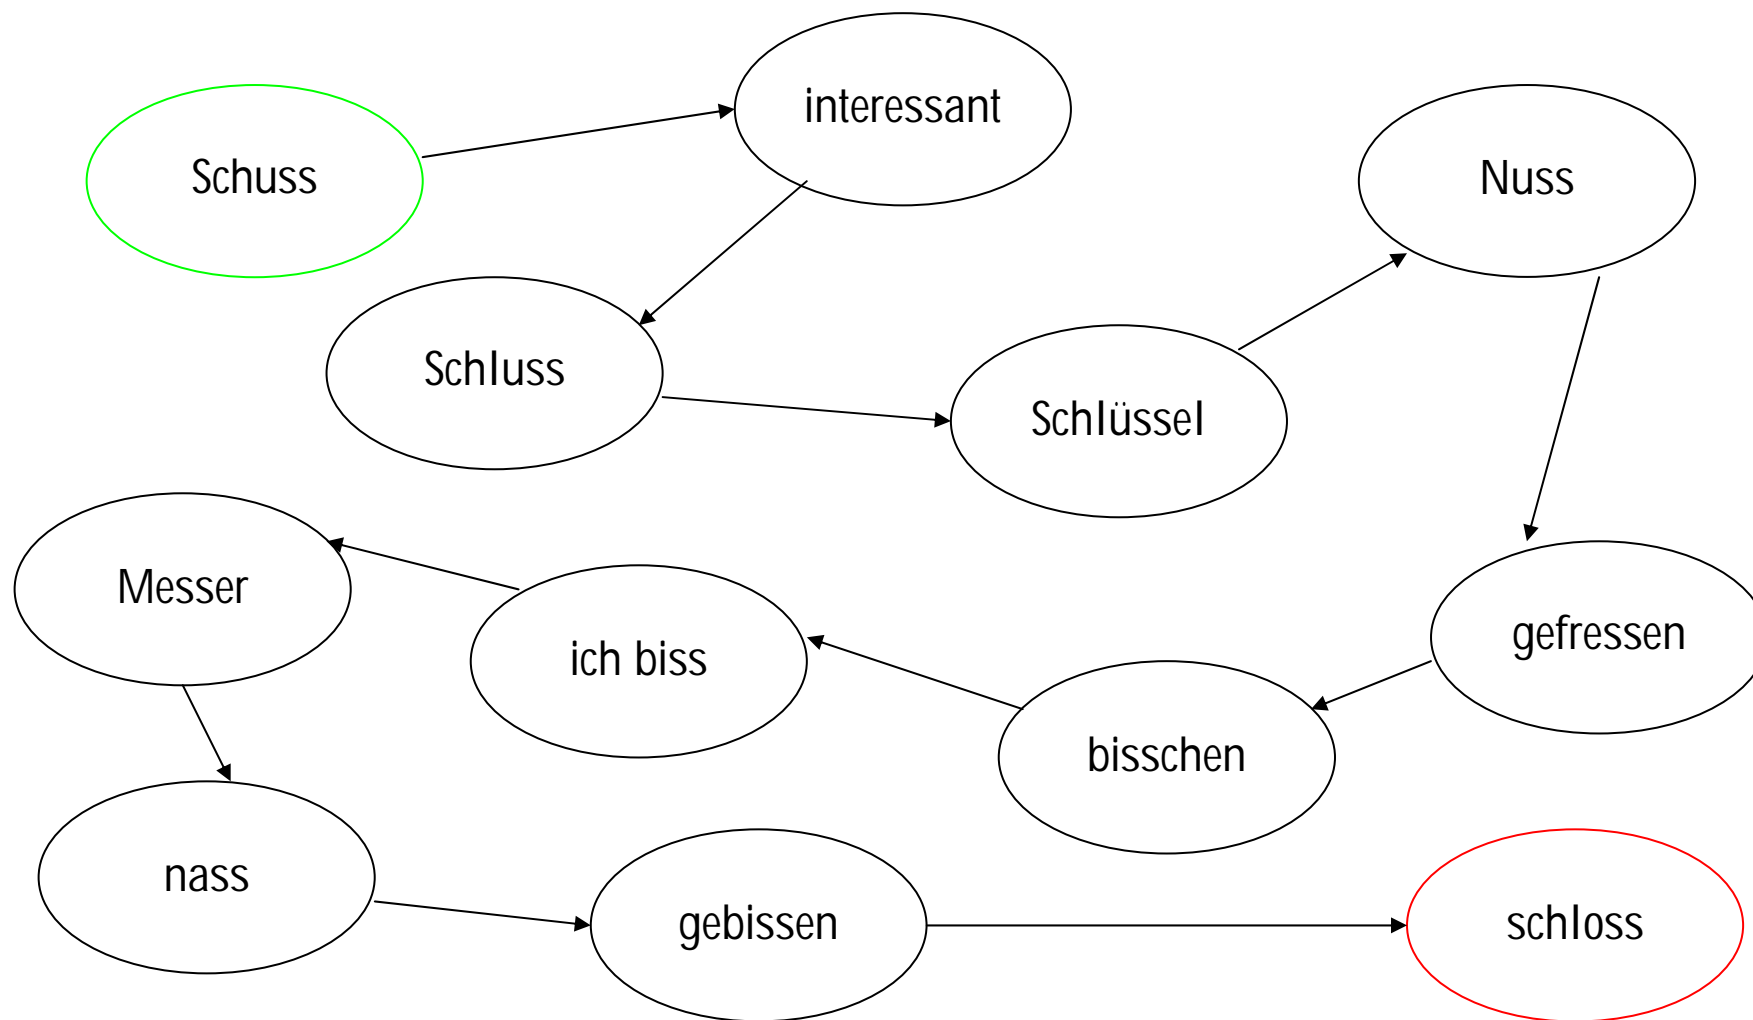 Schuss
interessant
Schluss
Schlüssel
Nuss
gefressen
bisschen
ich biss
Messer
nass
gebissen
schloss